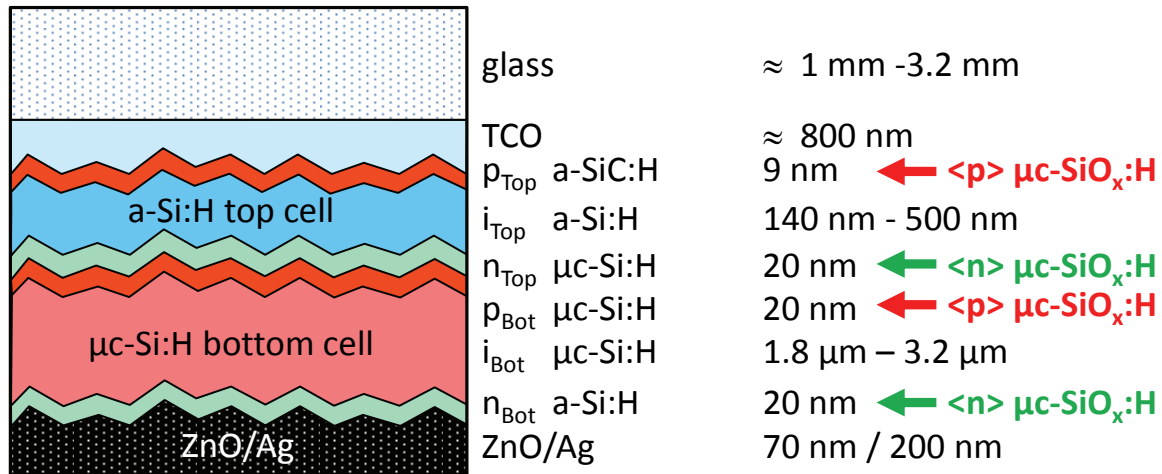 glass ≈ 1 mm -3.2 mm
TCO ≈ 800 nm
pTop a-SiC:H 9 nm <p> µc-SiOx:H
a-Si:H top cell
iTop a-Si:H 140 nm - 500 nm
nTop µc-Si:H 20 nm <n> µc-SiOx:H
pBot µc-Si:H 20 nm <p> µc-SiOx:H
µc-Si:H bottom cell
iBot µc-Si:H 1.8 µm – 3.2 µm
nBot a-Si:H 20 nm <n> µc-SiOx:H
ZnO/Ag
ZnO/Ag 70 nm / 200 nm